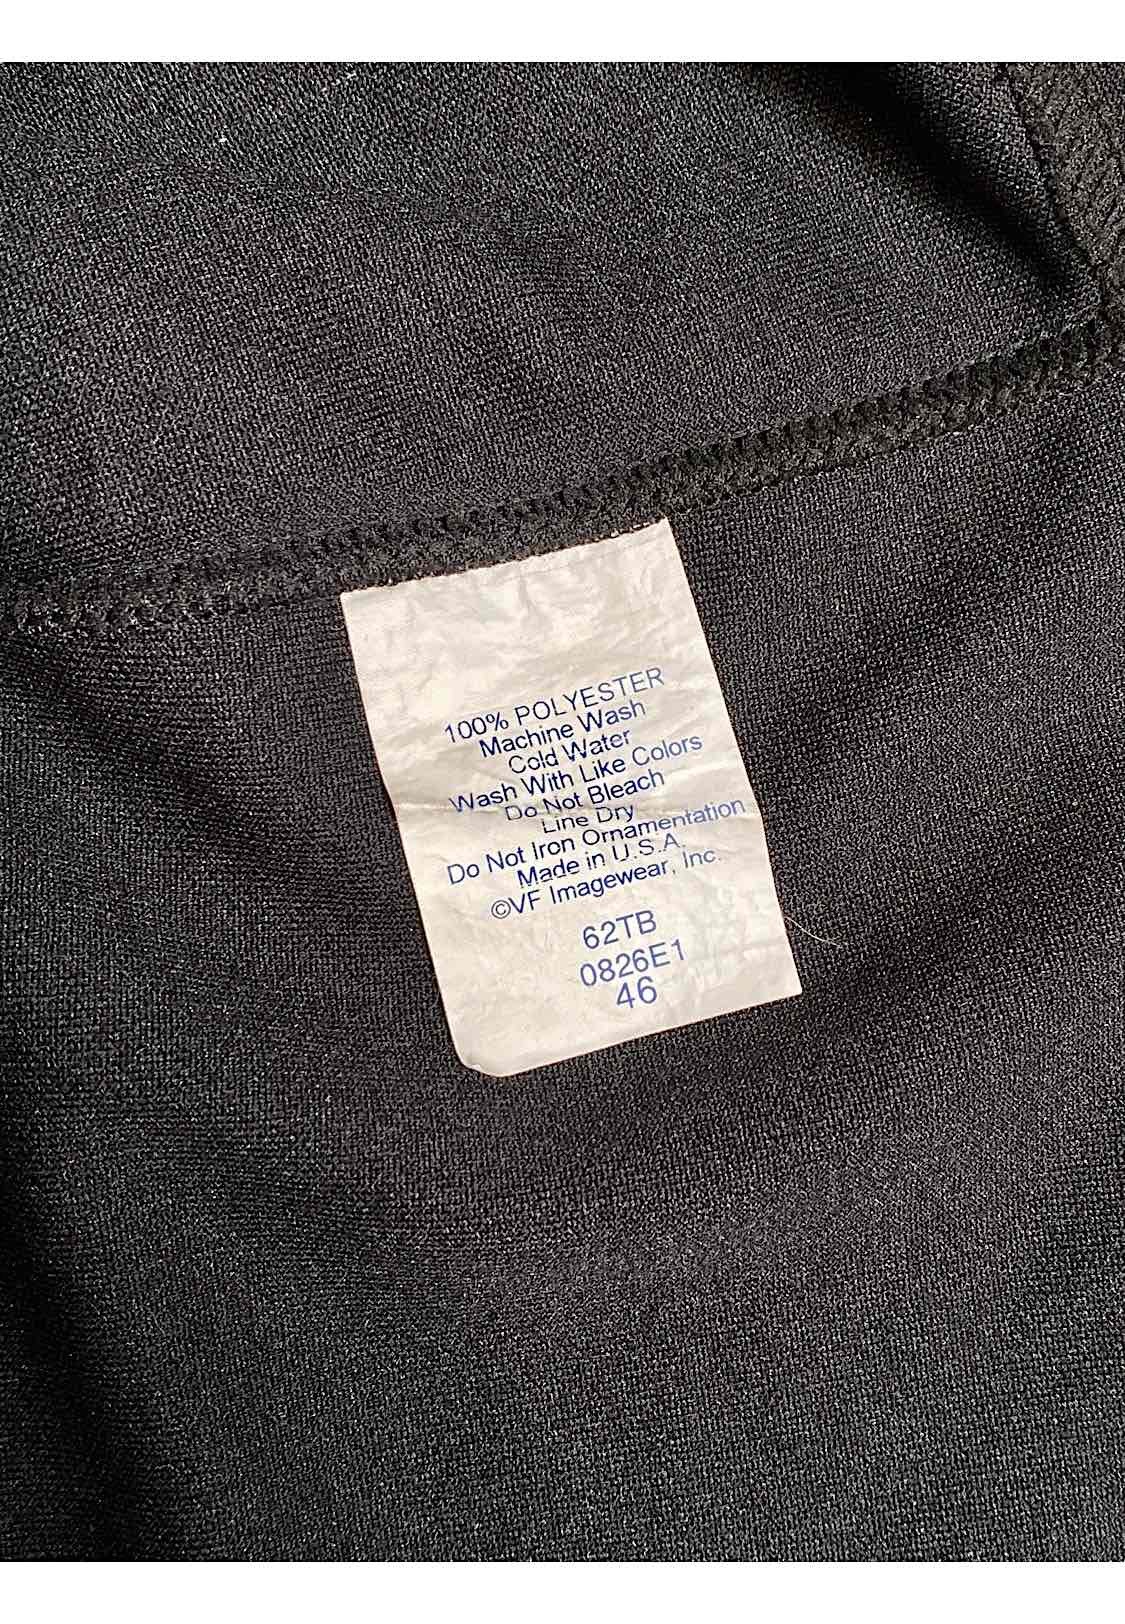 100% POLYESTER
Machine Wash
Cold Water
Wash With Like Colors
Do Not Bleach
Line Dry
Do Not Iron Ornamentation
Made in U.S.A.
©VF Imagewear, Inc.
62TB
0826E1
46